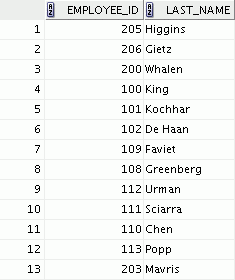 EMPLOYEE_ID LAST_NAME
1 205 Higgins
2 206 Gietz
3 200 Whalen
4 100 King
5 101 Kochhar
6 102 De Haan
7 109 Faviet
8 108 Greenberg
9 112 Urman
10 111 Sciarra
11 110 Chen
12 113 Popp
13 203 Mavris